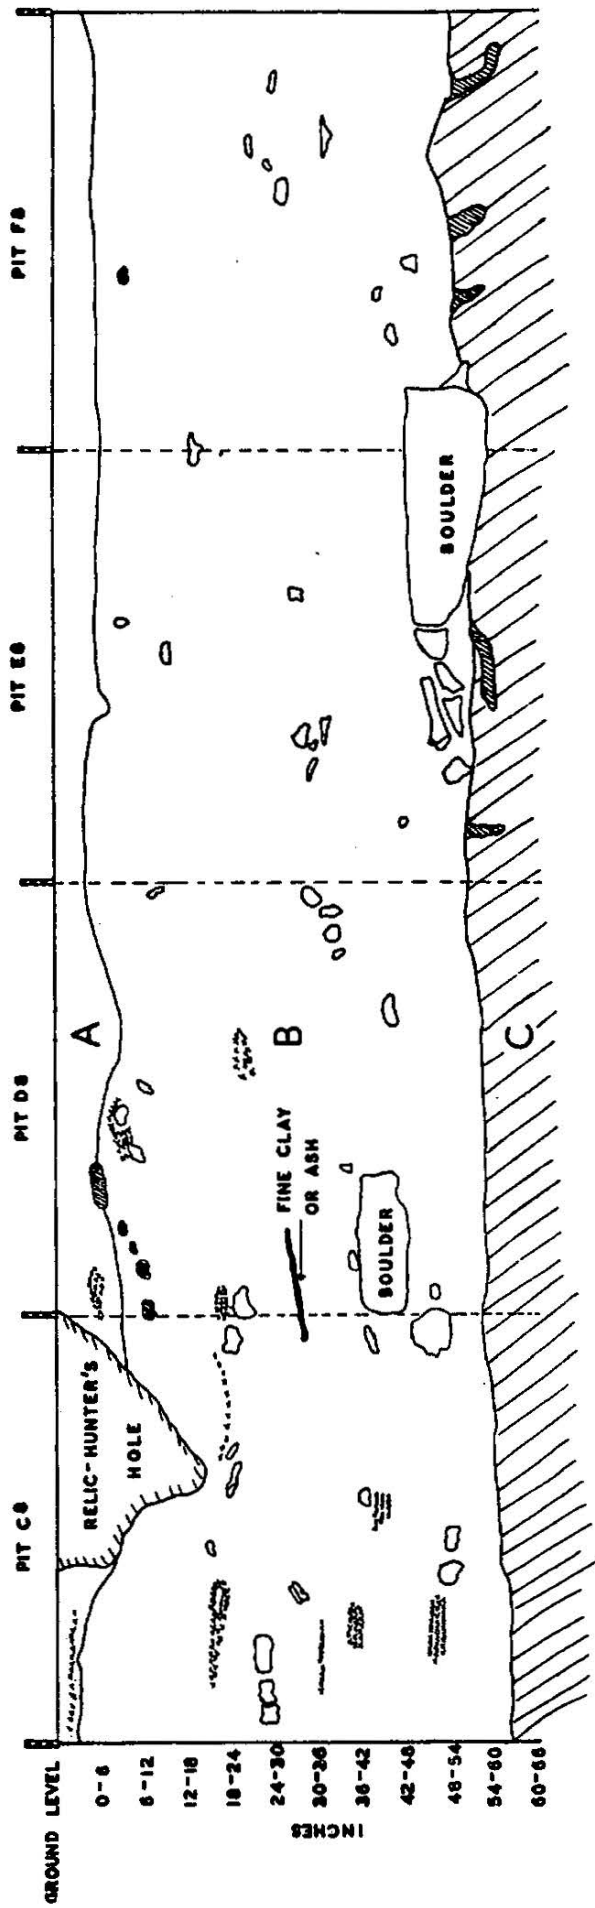 PIT C8
PIT D8
PIT E8
PIT F8
GROUND LEVEL
0-6
6-12
12-18
18-24
24-30
30-36
36-42
42-48
48-54
54-60
60-66
INCHES
RELIC-HUNTER'S
HOLE
A
B
C
FINE CLAY
OR ASH
BOULDER
BOULDER